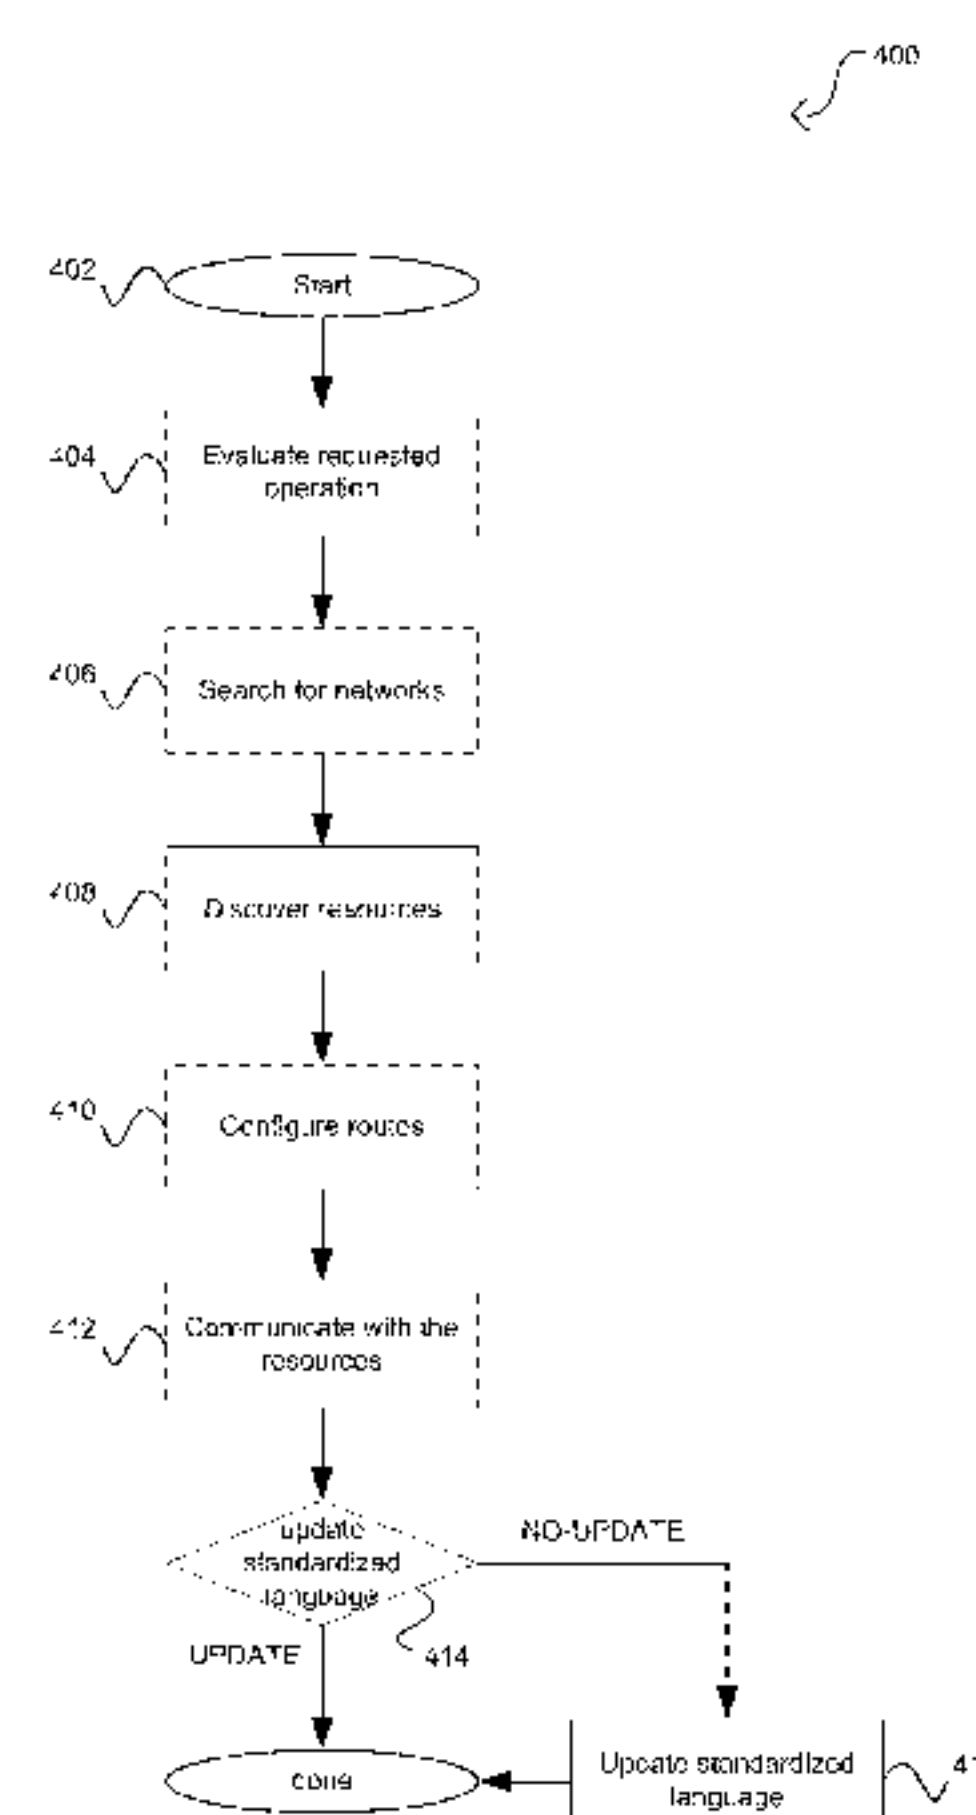 400
402
Start
404
Evaluate requested
operation
406
Search for networks
408
Discover resources
410
Configure routes
412
Communicate with the
resources
update
standardized
language
NO-UPDATE
UPDATE
414
done
Update standardized
language